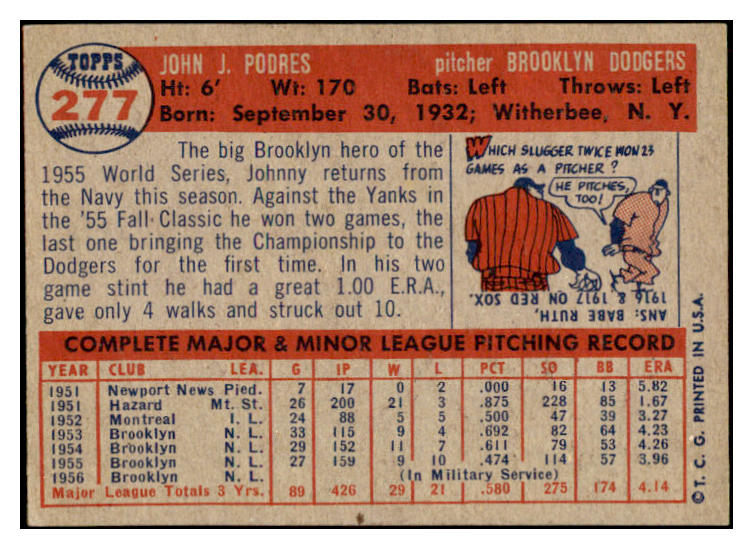 TOPPS
277
JOHN J. PODRES pitcher BROOKLYN DODGERS
Ht: 6' Wt: 170 Bats: Left Throws: Left
Born: September 30, 1932; Witherbee, N. Y.
The big Brooklyn hero of the
1955 World Series, Johnny returns from
the Navy this season. Against the Yanks in
the '55 Fall Classic he won two games, the
last one bringing the Championship to the
Dodgers for the first time. In his two
game stint he had a great 1.00 E.R.A.,
gave only 4 walks and struck out 10.
WHICH SLUGGER TWICE WON 23
GAMES AS A PITCHER?
HE PITCHES,
TOO!
ANS: BABE RUTH,
1916 & 1917 ON RED SOX.
COMPLETE MAJOR & MINOR LEAGUE PITCHING RECORD
YEAR CLUB LEA. G IP W L PCT SO BB ERA
1951 Newport News Pied. 7 17 0 2 .000 16 13 5.82
1951 Hazard Mt. St. 26 200 21 3 .875 228 85 1.67
1952 Montreal I. L. 24 88 5 5 .500 47 39 3.27
1953 Brooklyn N. L. 33 115 9 4 .692 82 64 4.23
1954 Brooklyn N. L. 29 152 11 7 .611 79 53 4.26
1955 Brooklyn N. L. 27 159 9 10 .474 114 57 3.96
1956 Brooklyn N. L. (In Military Service)
Major League Totals 3 Yrs. 89 426 29 21 .580 275 174 4.14
© T. C. G. PRINTED IN U.S.A.